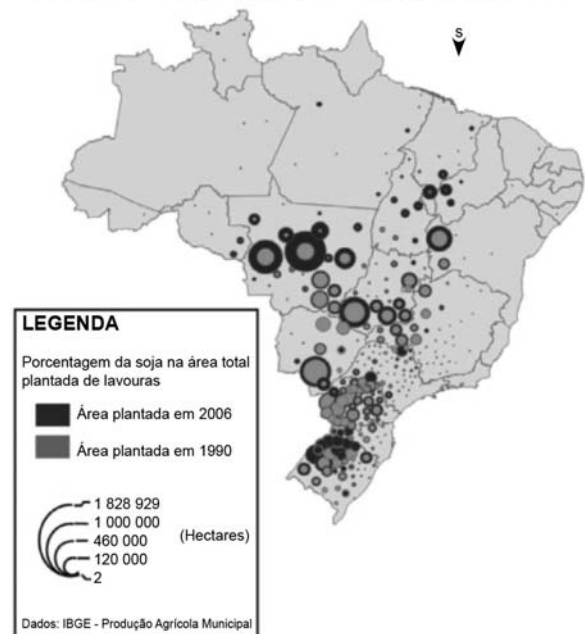 S
LEGENDA
Porcentagem da soja na área total
plantada de lavouras
Área plantada em 2006
Área plantada em 1990
1 828 929
1 000 000
460 000
120 000
2
(Hectares)
Dados: IBGE - Produção Agrícola Municipal